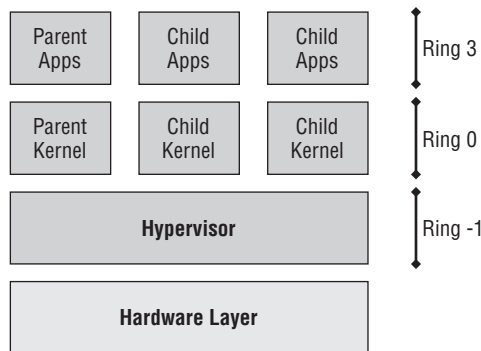 Parent
Apps
Child
Apps
Child
Apps
Ring 3
Parent
Kernel
Child
Kernel
Child
Kernel
Ring 0
Hypervisor
Ring -1
Hardware Layer